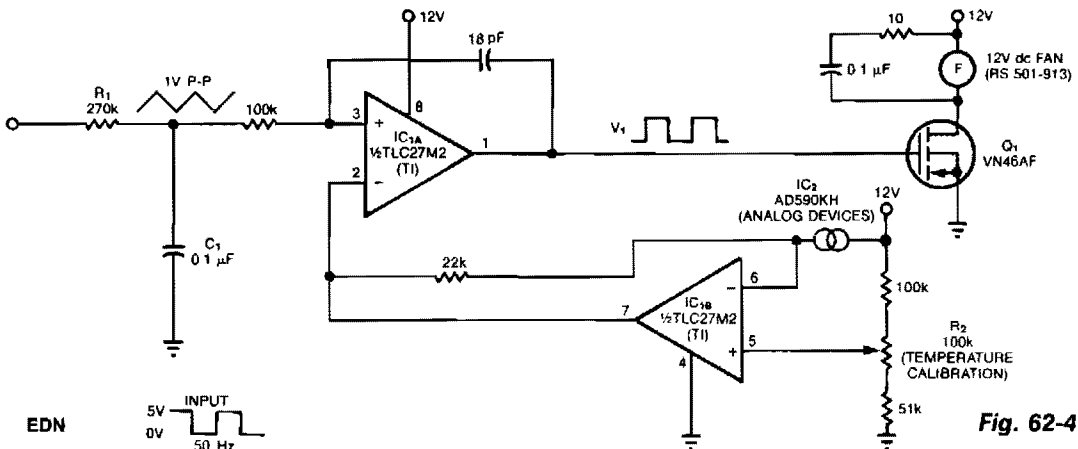 12V
18 pF
10
12V
0 1 µF
F
12V dc FAN
(RS 501-913)
1V P-P
R1
270k
100k
3
+
8
IC1A
½TLC27M2
(TI)
1
2
−
V1
Q1
VN46AF
IC2
AD590KH
(ANALOG DEVICES)
12V
C1
0 1 µF
22k
6
−
100k
7
IC1B
½TLC27M2
(TI)
R2
100k
(TEMPERATURE
CALIBRATION)
5
+
4
51k
EDN
INPUT
5V
0V
50 Hz
Fig. 62-4